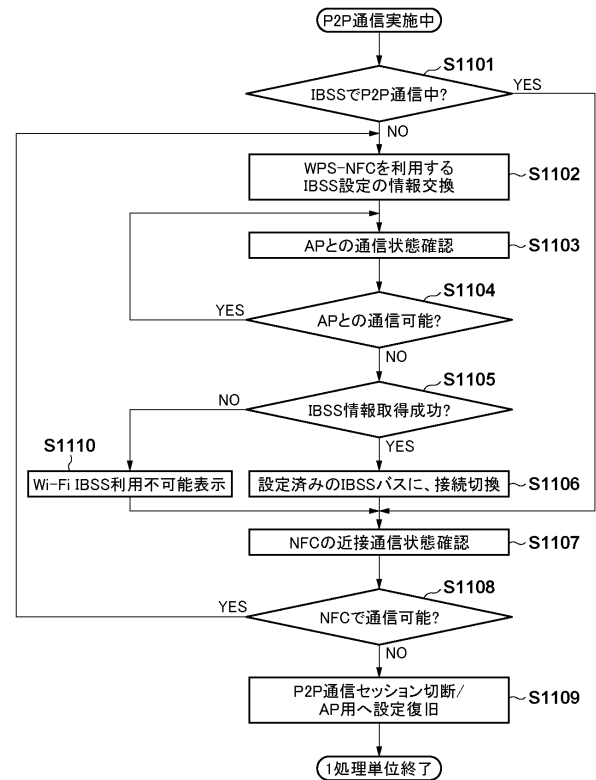 P2P通信実施中
S1101
IBSSでP2P通信中?
YES
NO
WPS-NFCを利用する
IBSS設定の情報交換
S1102
APとの通信状態確認
S1103
S1104
YES
APとの通信可能?
NO
S1105
NO
IBSS情報取得成功?
S1110
YES
Wi-Fi IBSS利用不可能表示
設定済みのIBSSパスに、接続切換
S1106
NFCの近接通信状態確認
S1107
S1108
YES
NFCで通信可能?
NO
P2P通信セッション切断/
AP用へ設定復旧
S1109
1処理単位終了